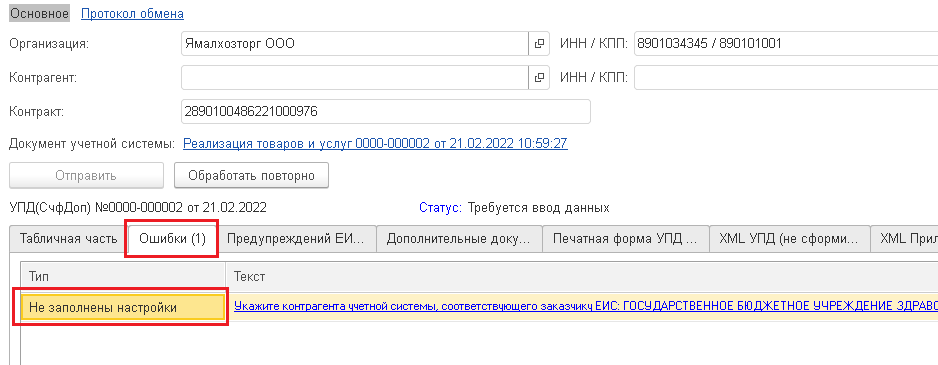 Основное Протокол обмена
Организация: Ямалхозторг ООО ИНН / КПП: 8901034345 / 890101001
Контрагент: ИНН / КПП:
Контракт: 2890100486221000976
Документ учетной системы: Реализация товаров и услуг 0000-000002 от 21.02.2022 10:59:27
Отправить Обработать повторно
УПД(СчфДоп) №0000-000002 от 21.02.2022 Статус: Требуется ввод данных
Табличная часть Ошибки (1) Предупреждений ЕИ... Дополнительные доку... Печатная форма УПД ... XML УПД (не сформи... XML Прил
Тип Текст
Не заполнены настройки Укажите контрагента учетной системы, соответствующего заказчику ЕИС: ГОСУДАРСТВЕННОЕ БЮДЖЕТНОЕ УЧРЕЖДЕНИЕ ЗДРАВО